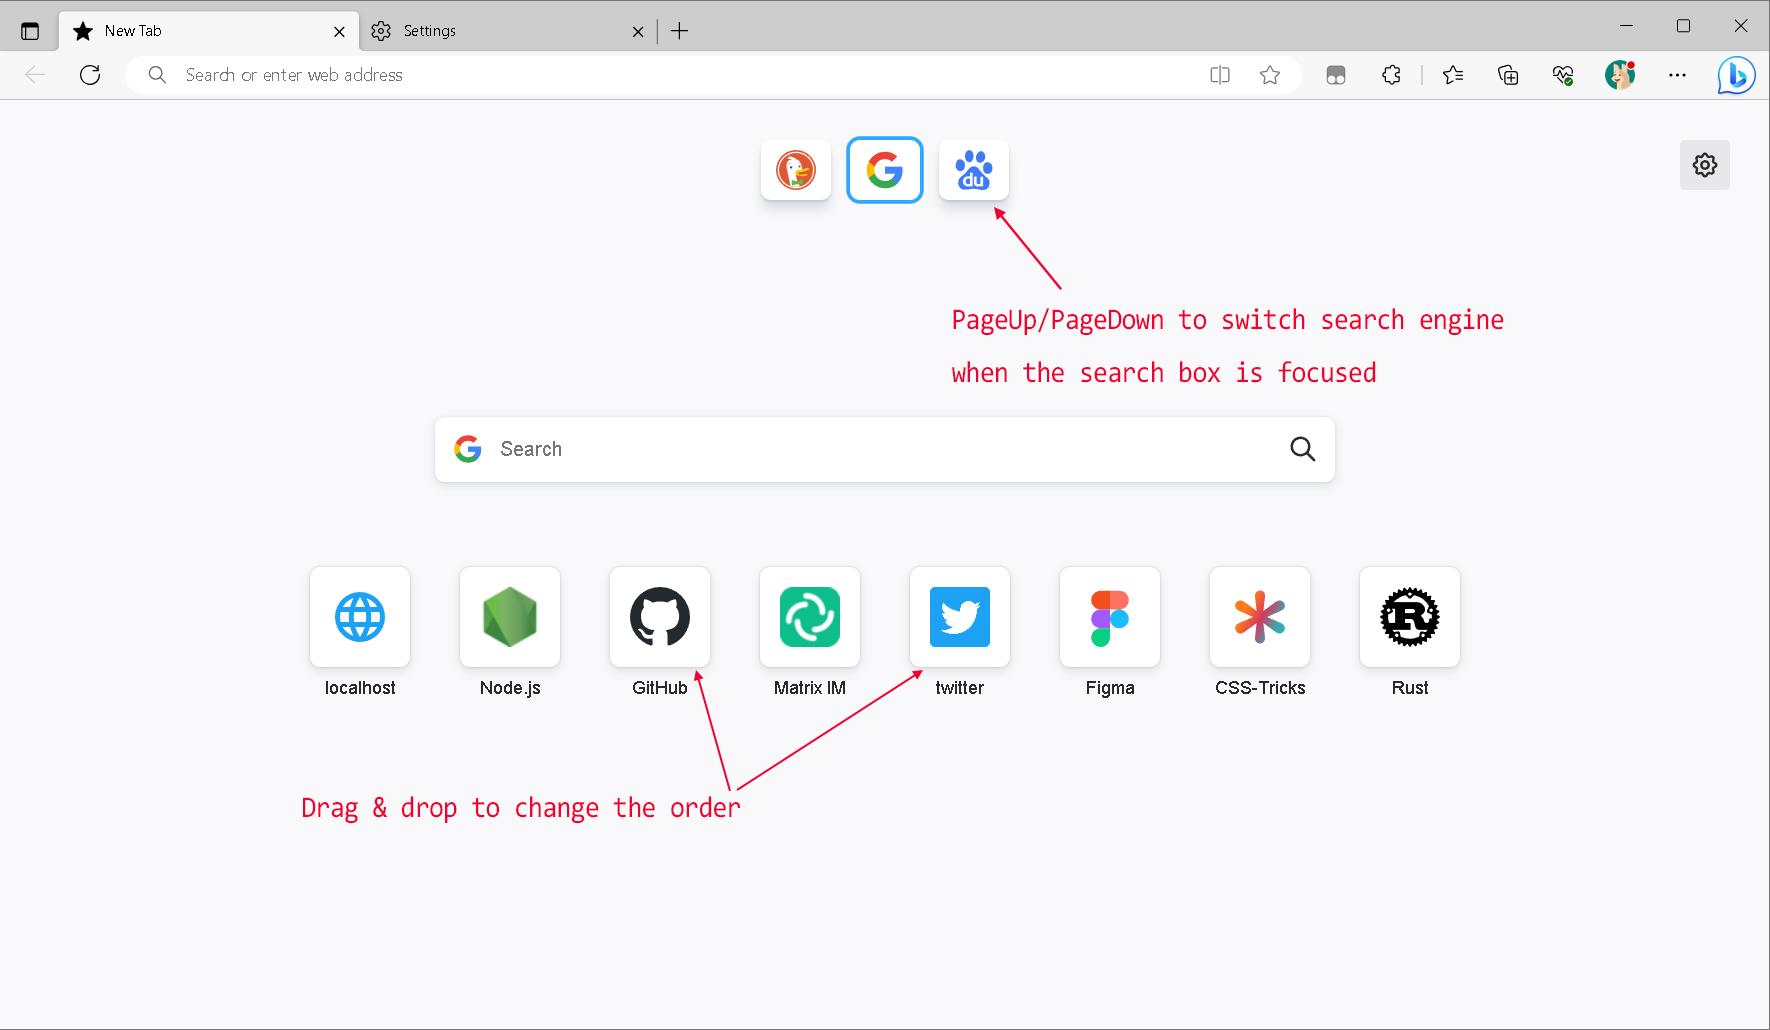 New Tab
Settings
Search or enter web address
du
PageUp/PageDown to switch search engine
when the search box is focused
Search
localhost
Node.js
GitHub
Matrix IM
twitter
Figma
CSS-Tricks
Rust
Drag & drop to change the order